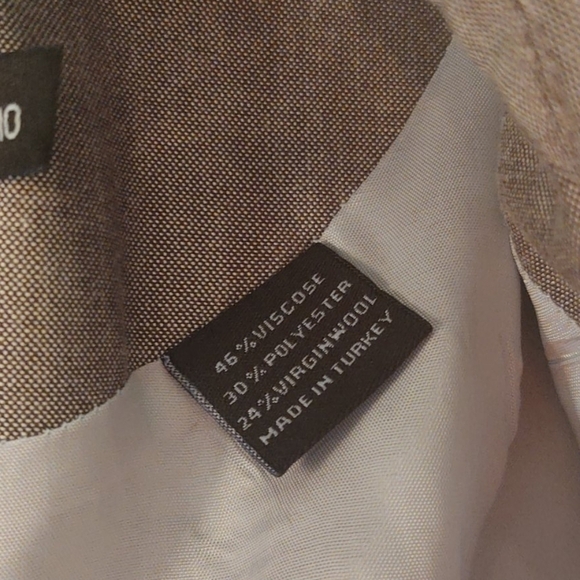 46%VISCOSE
30%POLYESTER
24%VIRGINWOOL
MADE IN TURKEY